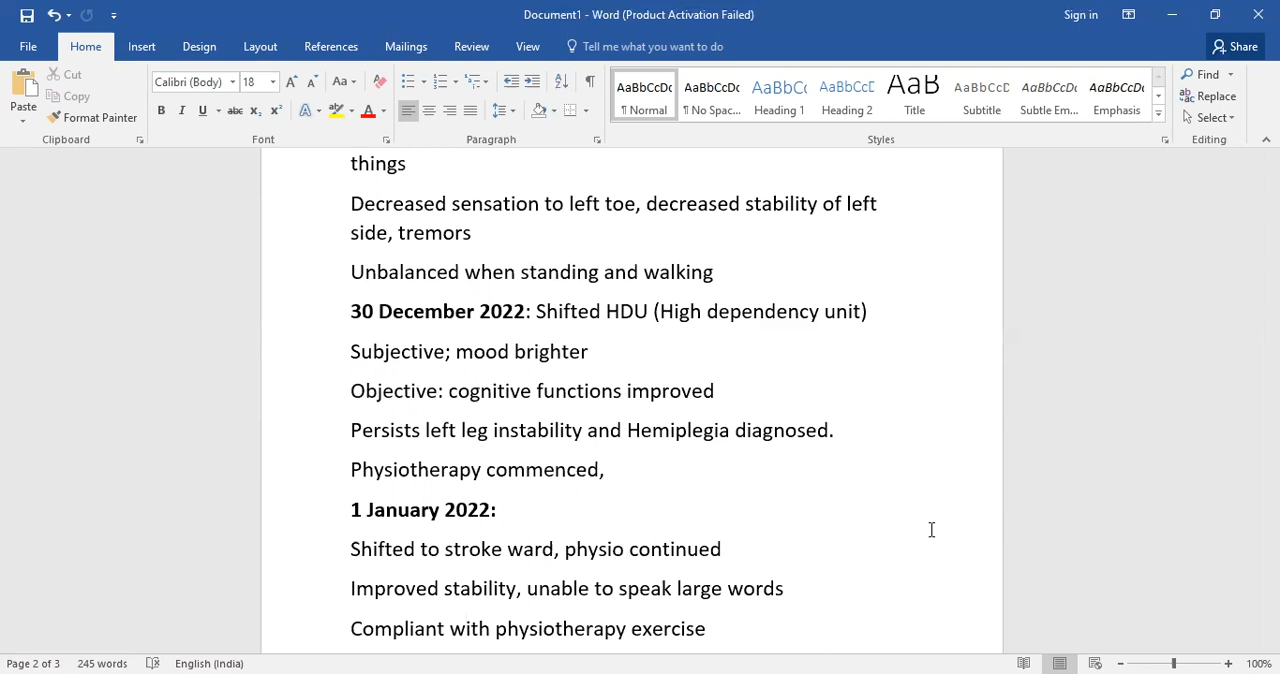 Document1 - Word (Product Activation Failed)
Sign in
File Home Insert Design Layout References Mailings Review View Tell me what you want to do Share
Paste
Cut
Copy
Format Painter
Clipboard
Calibri (Body) 18
Font
Paragraph
AaBbCcDc AaBbCcDc AaBbCc AaBbCcD AaB AaBbCcD AaBbCcDc AaBbCcDc
¶ Normal ¶ No Spac... Heading 1 Heading 2 Title Subtitle Subtle Em... Emphasis
Styles
Find
Replace
Select
Editing
things
Decreased sensation to left toe, decreased stability of left
side, tremors
Unbalanced when standing and walking
30 December 2022: Shifted HDU (High dependency unit)
Subjective; mood brighter
Objective: cognitive functions improved
Persists left leg instability and Hemiplegia diagnosed.
Physiotherapy commenced,
1 January 2022:
Shifted to stroke ward, physio continued
Improved stability, unable to speak large words
Compliant with physiotherapy exercise
Page 2 of 3 245 words English (India) 100%